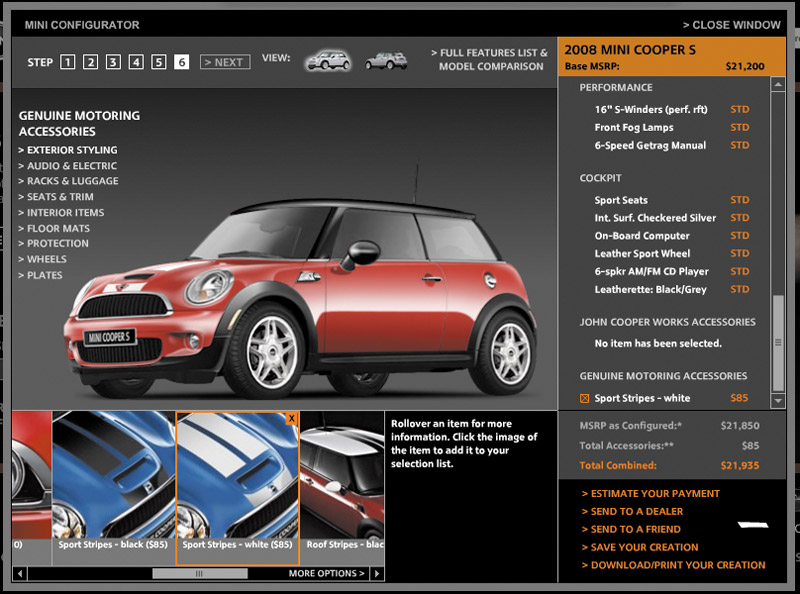 MINI CONFIGURATOR
> CLOSE WINDOW
STEP 1 2 3 4 5 6 > NEXT
VIEW:
> FULL FEATURES LIST &
MODEL COMPARISON
GENUINE MOTORING
ACCESSORIES
> EXTERIOR STYLING
> AUDIO & ELECTRIC
> RACKS & LUGGAGE
> SEATS & TRIM
> INTERIOR ITEMS
> FLOOR MATS
> PROTECTION
> WHEELS
> PLATES
MINI COOPER S
2008 MINI COOPER S
Base MSRP: $21,200
PERFORMANCE
16" S-Winders (perf. rft) STD
Front Fog Lamps STD
6-Speed Getrag Manual STD
COCKPIT
Sport Seats STD
Int. Surf. Checkered Silver STD
On-Board Computer STD
Leather Sport Wheel STD
6-spkr AM/FM CD Player STD
Leatherette: Black/Grey STD
JOHN COOPER WORKS ACCESSORIES
No item has been selected.
GENUINE MOTORING ACCESSORIES
Sport Stripes - white $85
MSRP as Configured:* $21,850
Total Accessories:** $85
Total Combined: $21,935
> ESTIMATE YOUR PAYMENT
> SEND TO A DEALER
> SEND TO A FRIEND
> SAVE YOUR CREATION
> DOWNLOAD/PRINT YOUR CREATION
X
0)
Sport Stripes - black ($85)
Sport Stripes - white ($85)
Roof Stripes - blac
Rollover an item for more
information. Click the image of
the item to add it to your
selection list.
MORE OPTIONS >